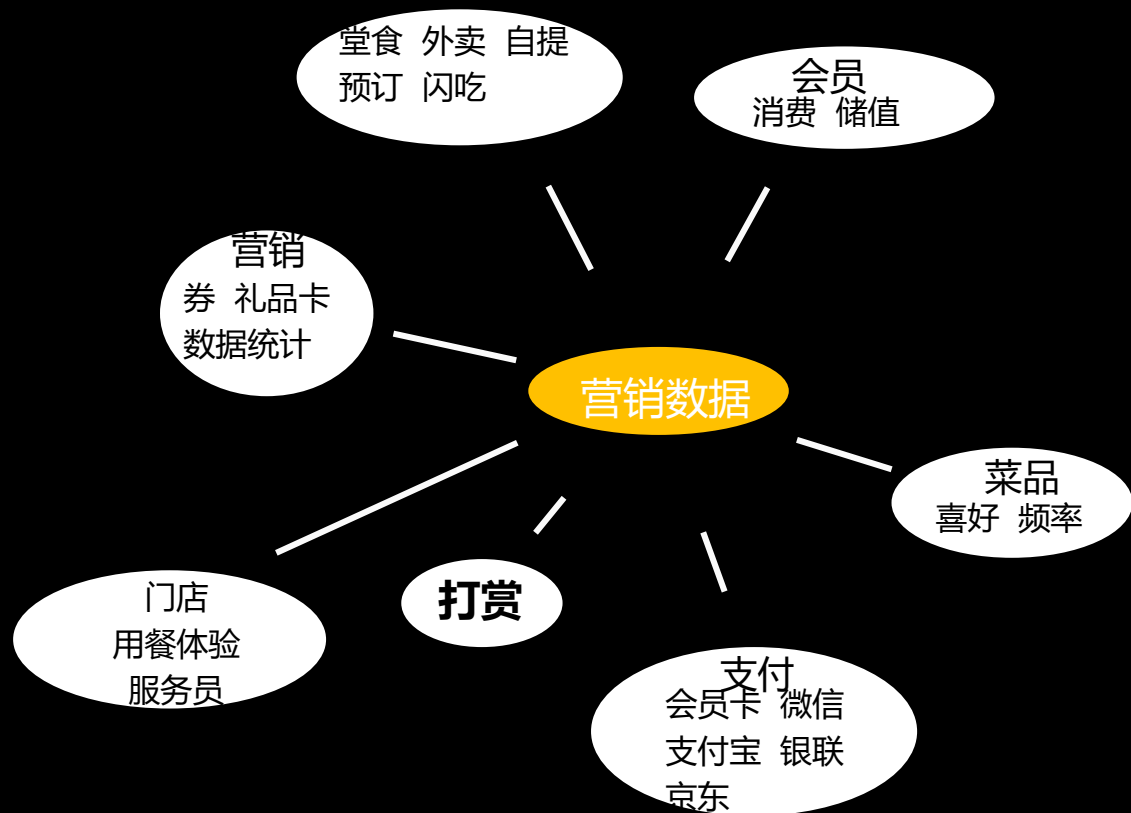 堂食 外卖 自提
预订 闪吃
会员
消费 储值
营销
券 礼品卡
数据统计
营销数据
菜品
喜好 频率
门店
用餐体验
服务员
打赏
支付
会员卡 微信
支付宝 银联
京东